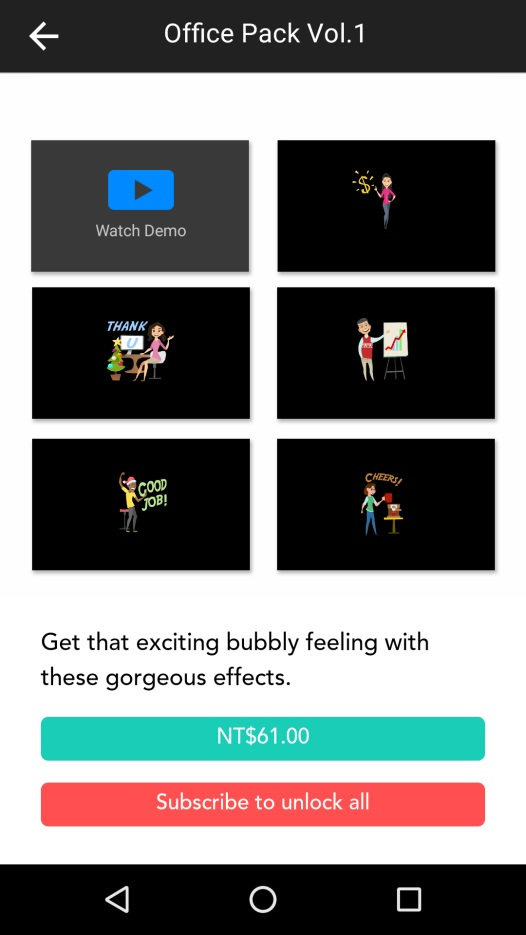 Office Pack Vol.1
Watch Demo
$
THANK
U
GOOD
JOB!
CHEERS!
Get that exciting bubbly feeling with
these gorgeous effects.
NT$61.00
Subscribe to unlock all